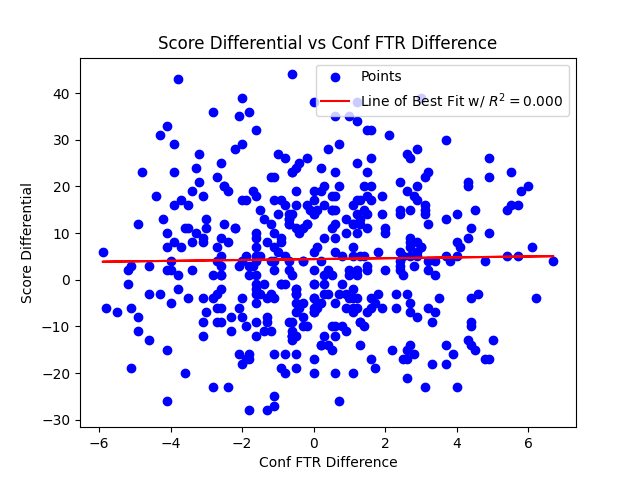 Score Differential vs Conf FTR Difference
Points
Line of Best Fit w/ R² = 0.000
Score Differential
40
30
20
10
0
−10
−20
−30
−6 −4 −2 0 2 4 6
Conf FTR Difference